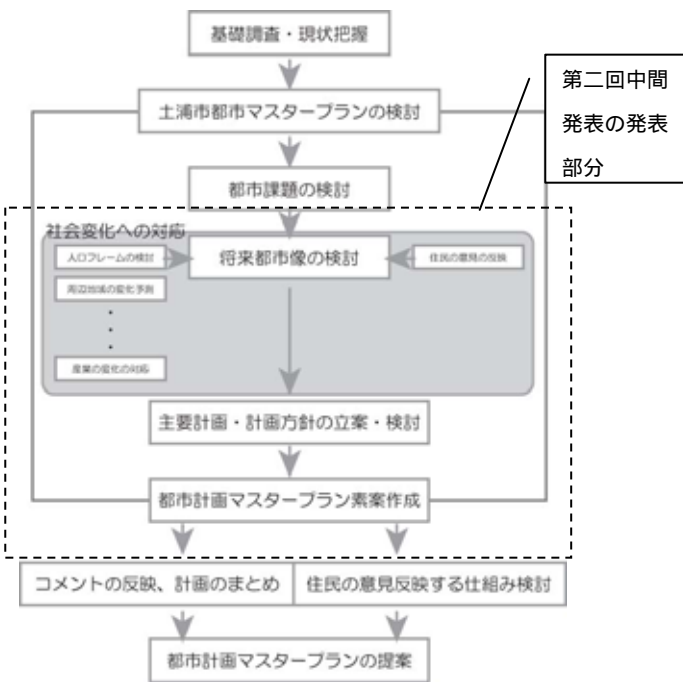 基礎調査・現状把握
第二回中間
発表の発表
部分
土浦市都市マスタープランの検討
都市課題の検討
社会変化への対応
人口フレームの検討
将来都市像の検討
住民の意見の反映
周辺地域の変化予測
・
・
・
産業の変化の対応
主要計画・計画方針の立案・検討
都市計画マスタープラン素案作成
コメントの反映、計画のまとめ
住民の意見反映する仕組み検討
都市計画マスタープランの提案